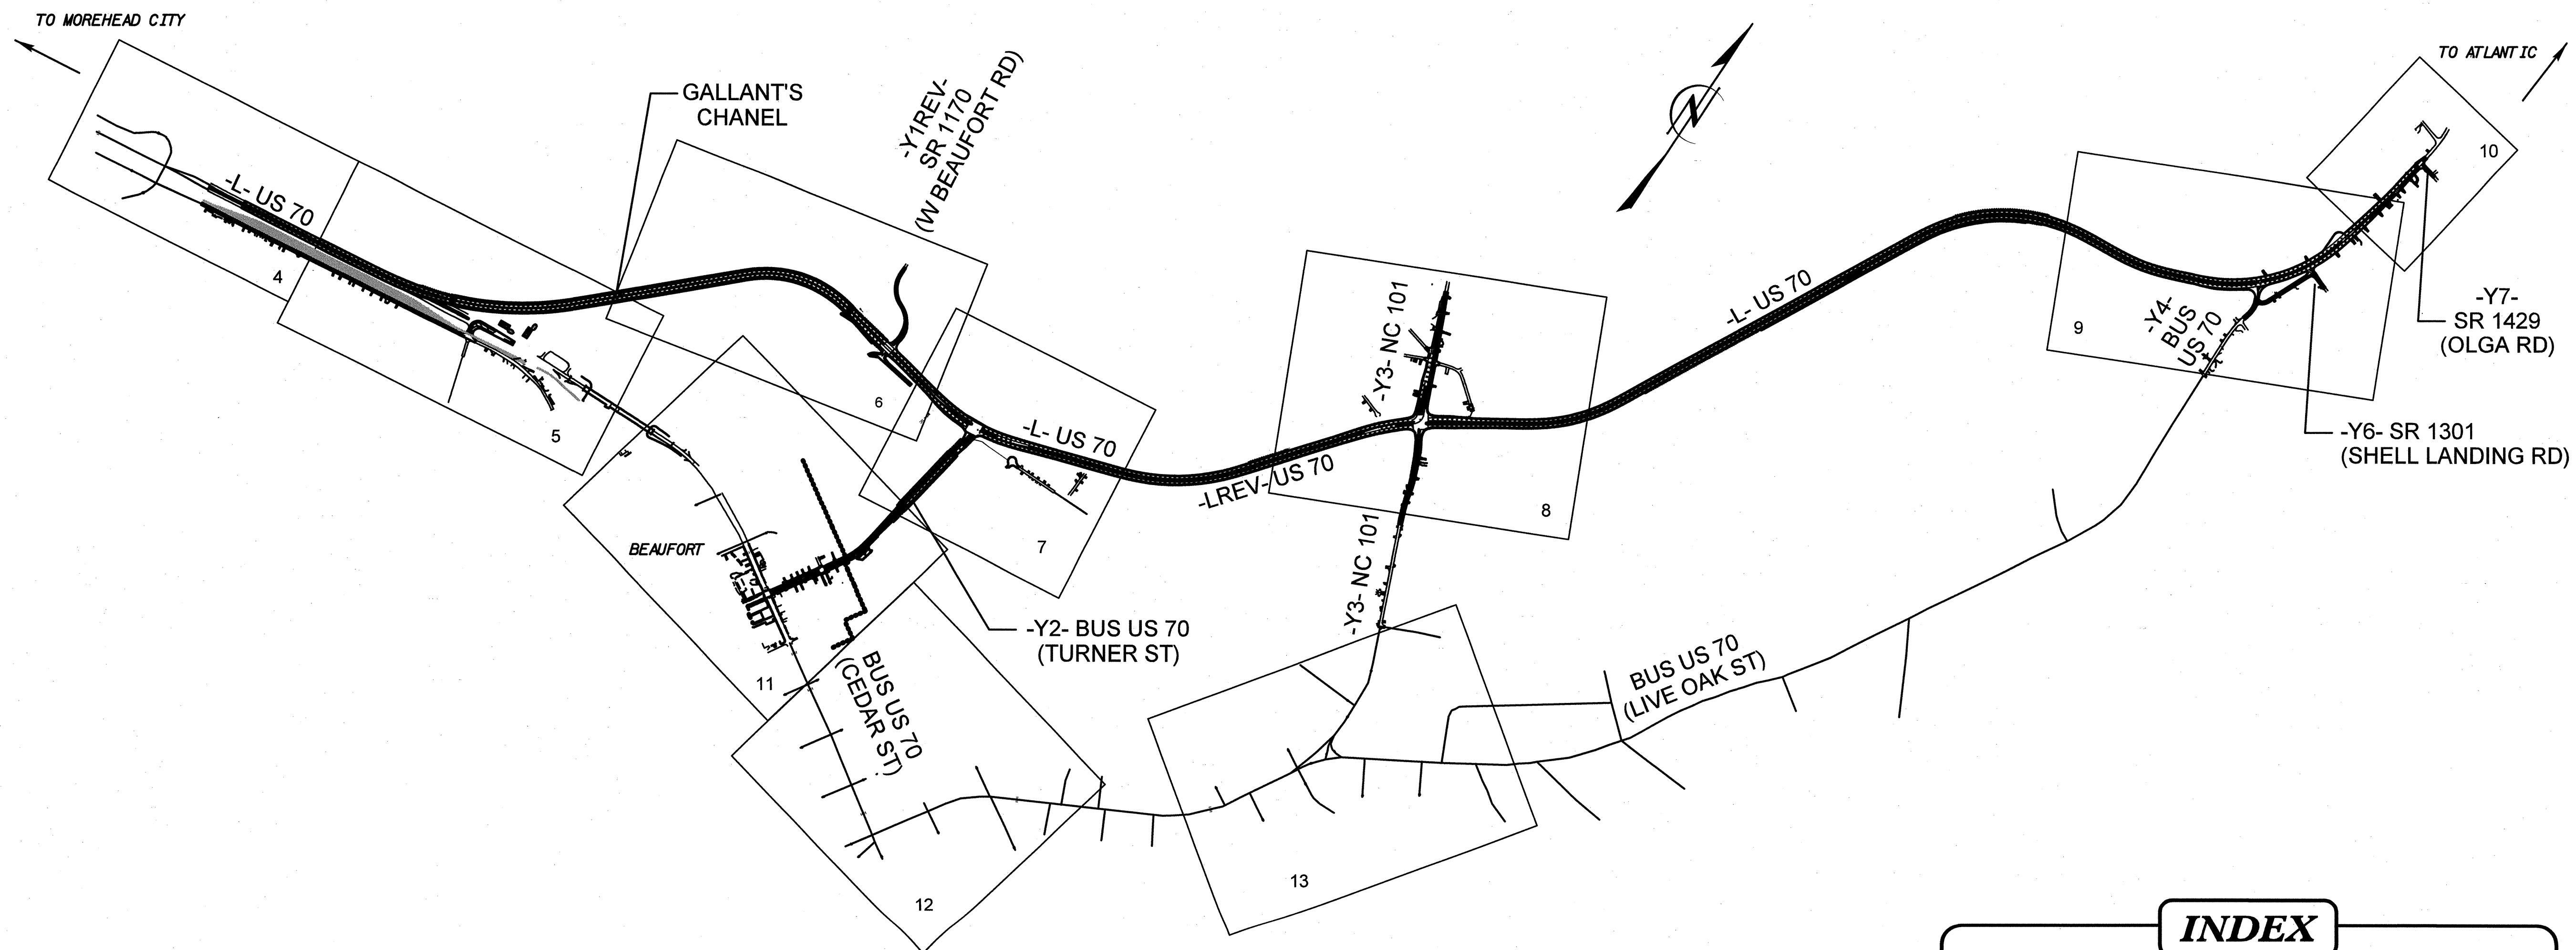 TO MOREHEAD CITY
TO ATLANTIC
GALLANT'S
CHANEL
-Y1REV-
SR 1170
(W BEAUFORT RD)
N
10
-L- US 70
4
-Y3- NC 101
-L- US 70
9
-Y4-
BUS
US 70
-Y7-
SR 1429
(OLGA RD)
6
5
-L- US 70
-LREV- US 70
8
-Y6- SR 1301
(SHELL LANDING RD)
BEAUFORT
7
-Y3- NC 101
-Y2- BUS US 70
(TURNER ST)
11
BUS US 70
(CEDAR ST)
BUS US 70
(LIVE OAK ST)
13
12
INDEX